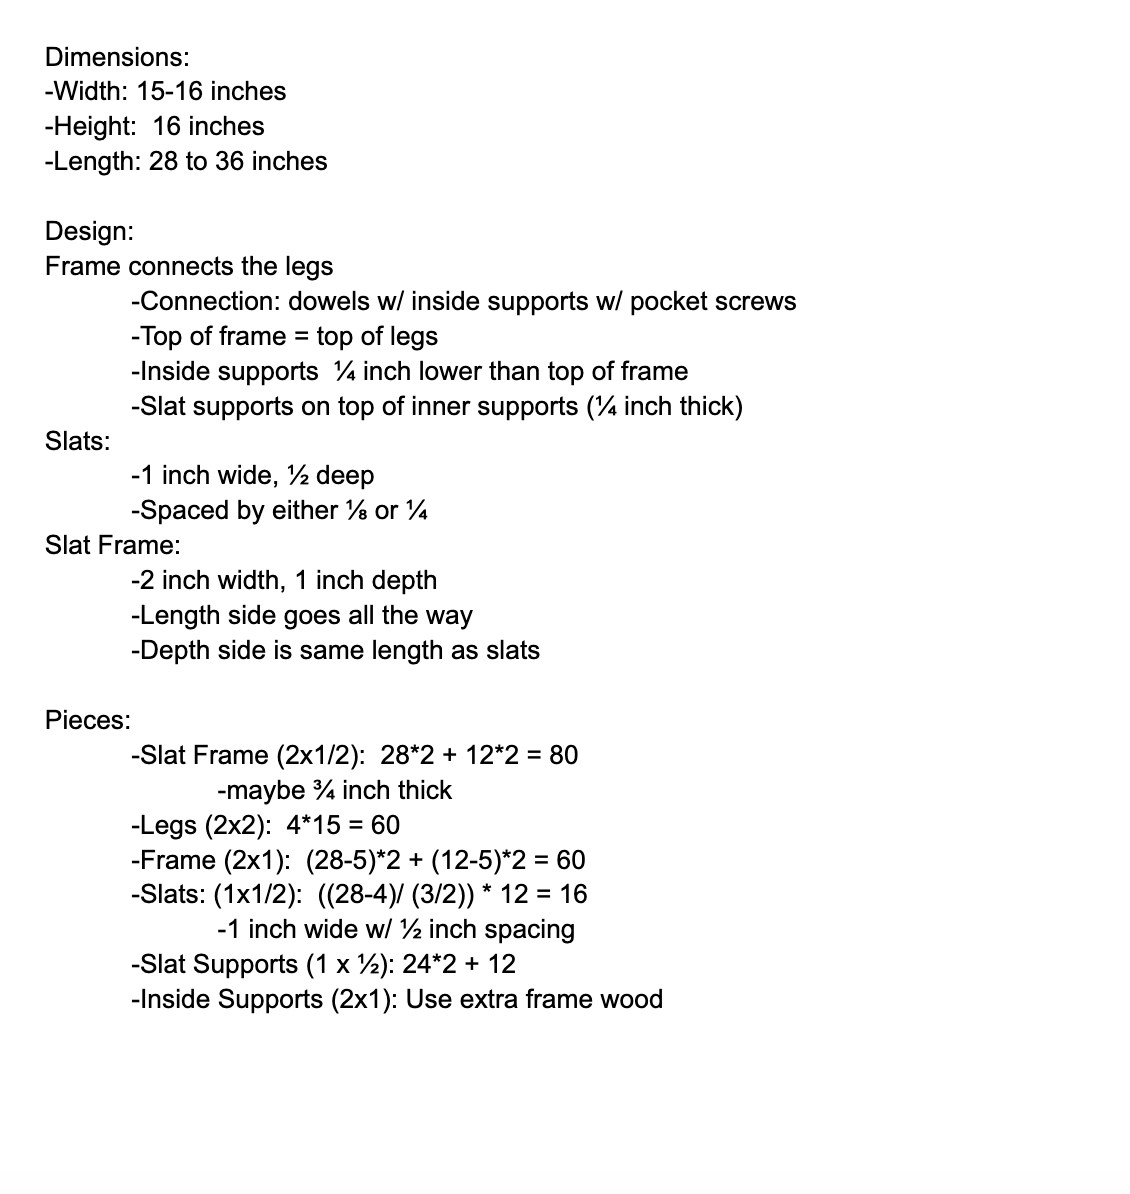 Dimensions:
-Width: 15-16 inches
-Height:  16 inches
-Length: 28 to 36 inches
Design:
Frame connects the legs
-Connection: dowels w/ inside supports w/ pocket screws
-Top of frame = top of legs
-Inside supports  ¼ inch lower than top of frame
-Slat supports on top of inner supports (¼ inch thick)
Slats:
-1 inch wide, ½ deep
-Spaced by either ⅛ or ¼
Slat Frame:
-2 inch width, 1 inch depth
-Length side goes all the way
-Depth side is same length as slats
Pieces:
-Slat Frame (2x1/2):  28*2 + 12*2 = 80
-maybe ¾ inch thick
-Legs (2x2):  4*15 = 60
-Frame (2x1):  (28-5)*2 + (12-5)*2 = 60
-Slats: (1x1/2):  ((28-4)/ (3/2)) * 12 = 16
-1 inch wide w/ ½ inch spacing
-Slat Supports (1 x ½): 24*2 + 12
-Inside Supports (2x1): Use extra frame wood